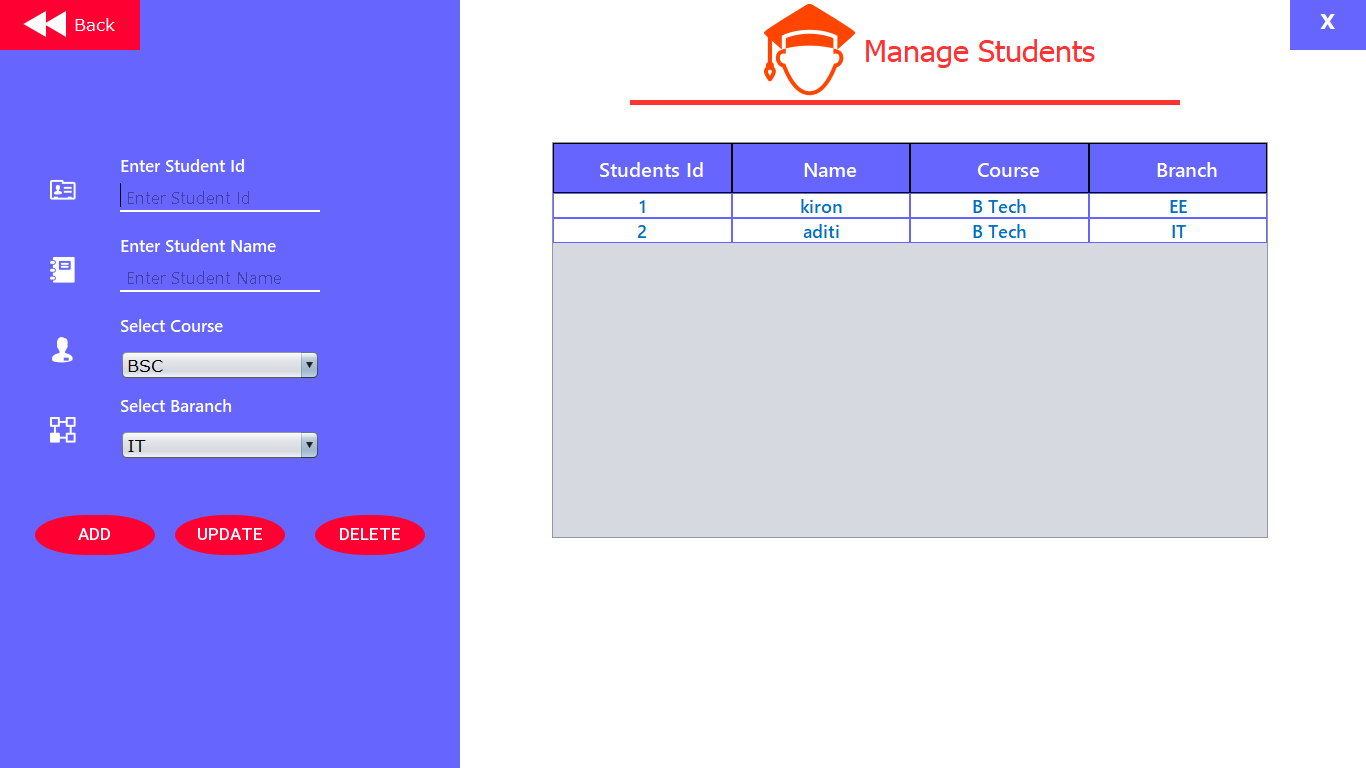 Back
Enter Student Id
Enter Student Id
Enter Student Name
Enter Student Name
Select Course
BSC
Select Baranch
IT
ADD UPDATE DELETE
Manage Students
X
Students Id Name Course Branch
1 kiron B Tech EE
2 aditi B Tech IT